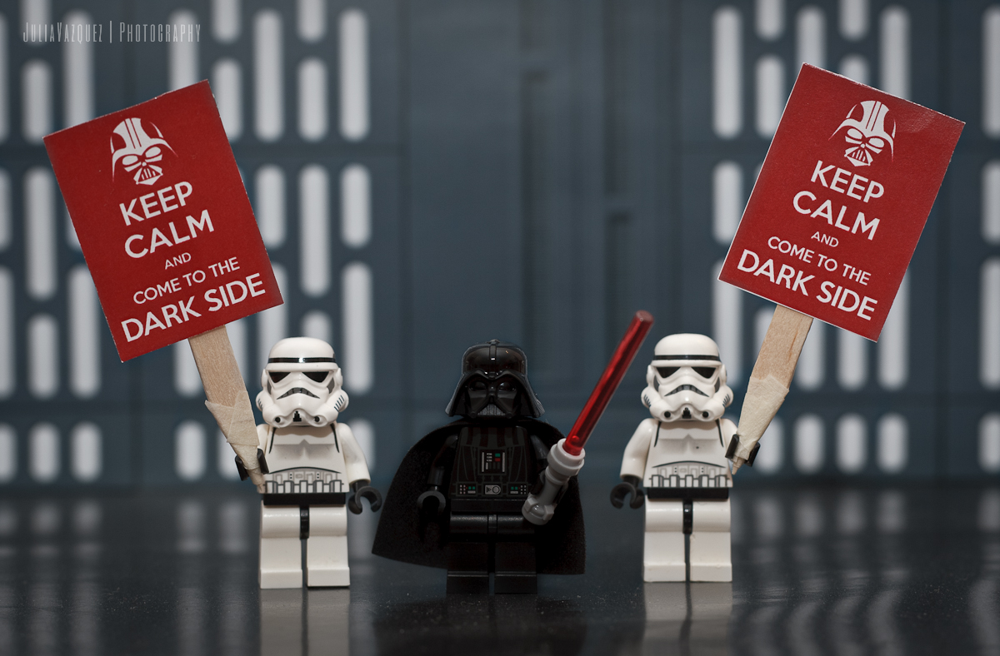 JuliaVazquez | Photography
KEEP
CALM
AND
COME TO THE
DARK SIDE
KEEP
CALM
AND
COME TO THE
DARK SIDE